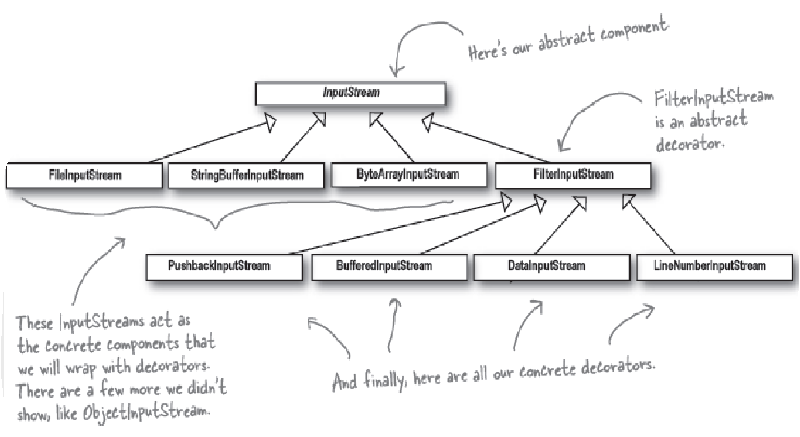 Here's our abstract component.
InputStream
FilterInputStream
is an abstract
decorator.
FileInputStream
StringBufferInputStream
ByteArrayInputStream
FilterInputStream
PushbackInputStream
BufferedInputStream
DataInputStream
LineNumberInputStream
These InputStreams act as
the concrete components that
we will wrap with decorators.
There are a few more we didn't
show, like ObjectInputStream.
And finally, here are all our concrete decorators.